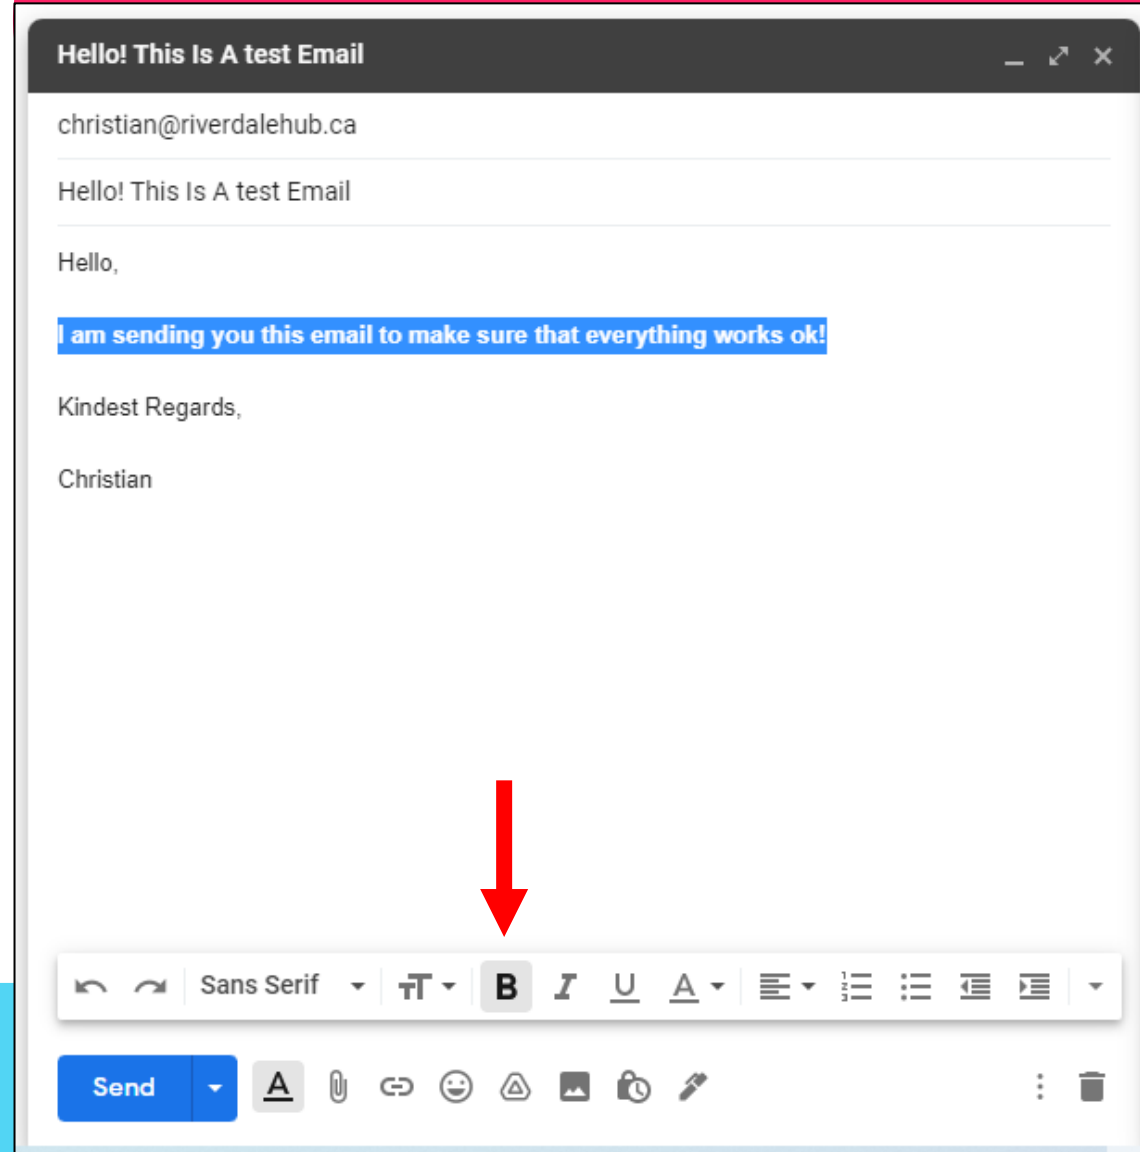 Hello! This Is A test Email
christian@riverdalehub.ca
Hello! This Is A test Email
Hello,
I am sending you this email to make sure that everything works ok!
Kindest Regards,
Christian
Sans Serif B I U A
Send A